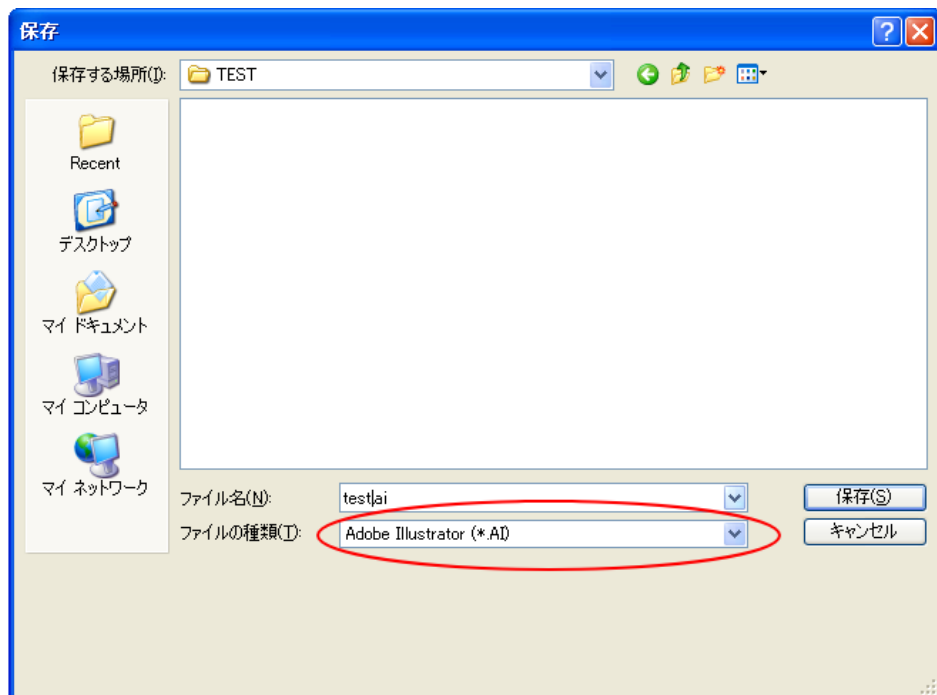 保存
保存する場所(I): TEST
Recent
デスクトップ
マイ ドキュメント
マイ コンピュータ
マイ ネットワーク
ファイル名(N): test.ai 保存(S)
ファイルの種類(T): Adobe Illustrator (*.AI) キャンセル